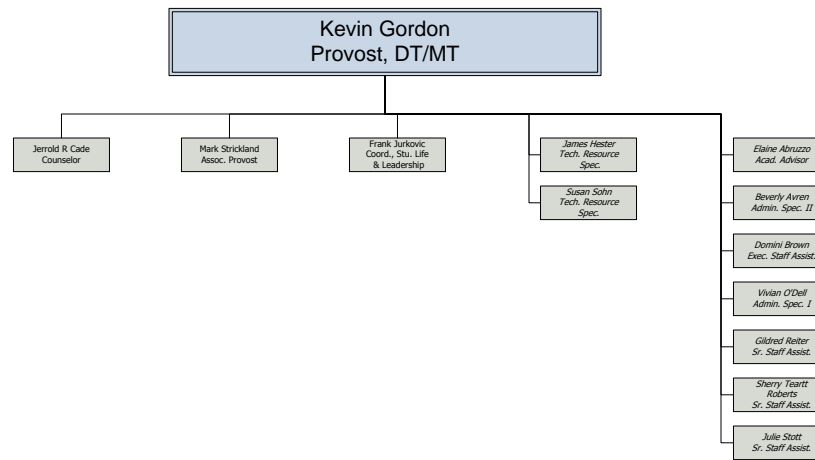 Kevin Gordon
Provost, DT/MT
Jerrold R Cade
Counselor
Mark Strickland
Assoc. Provost
Frank Jurkovic
Coord., Stu. Life
& Leadership
James Hester
Tech. Resource
Spec.
Susan Sohn
Tech. Resource
Spec.
Elaine Abruzzo
Acad. Advisor
Beverly Avren
Admin. Spec. II
Domini Brown
Exec. Staff Assist.
Vivian O'Dell
Admin. Spec. I
Gildred Reiter
Sr. Staff Assist.
Sherry Teartt
Roberts
Sr. Staff Assist.
Julie Stott
Sr. Staff Assist.